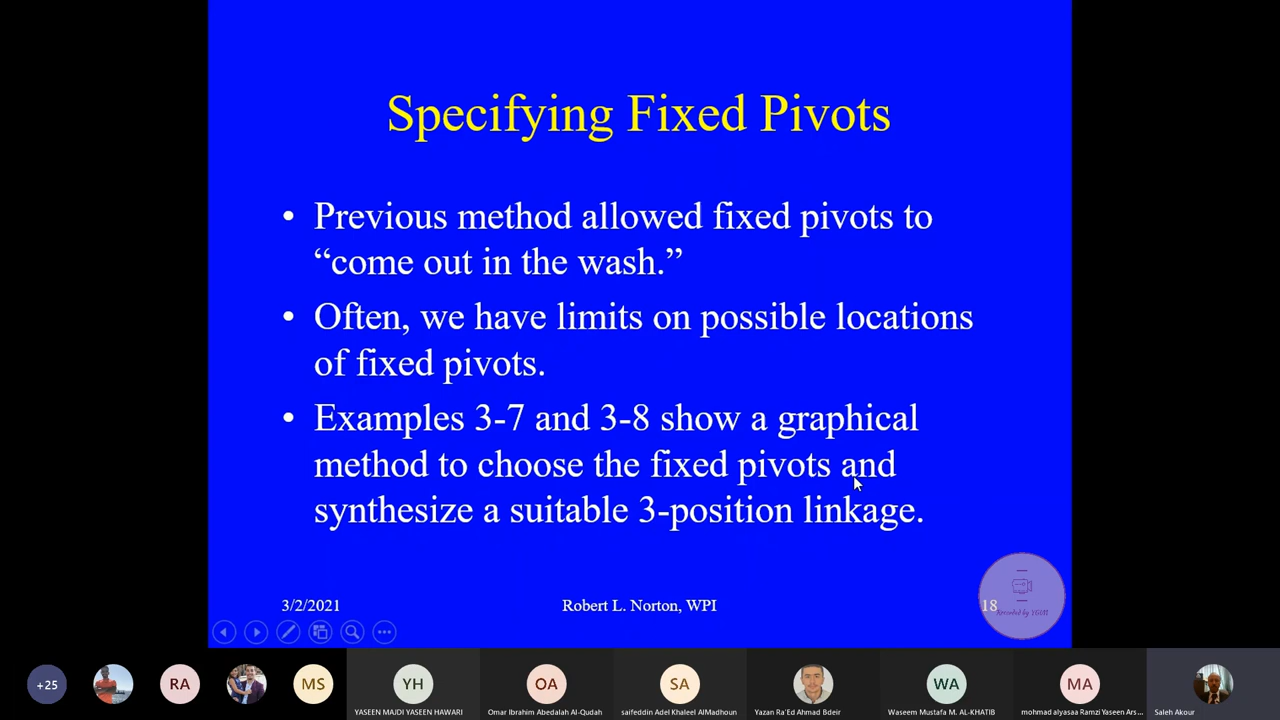 Specifying Fixed Pivots
• Previous method allowed fixed pivots to
“come out in the wash.”
• Often, we have limits on possible locations
of fixed pivots.
• Examples 3-7 and 3-8 show a graphical
method to choose the fixed pivots and
synthesize a suitable 3-position linkage.
3/2/2021
Robert L. Norton, WPI
18
Recorded by YGUN
+25
RA
MS
YH
OA
SA
WA
MA
YASEEN MAJDI YASEEN HAWARI
Omar Ibrahim Abedalah Al-Qudah
saifeddin Adel Khaleel AlMadhoun
Yazan Ra'Ed Ahmad Bdeir
Waseem Mustafa M. AL-KHATIB
mohmad alyasaa Ramzi Yaseen Ars...
Saleh Akour